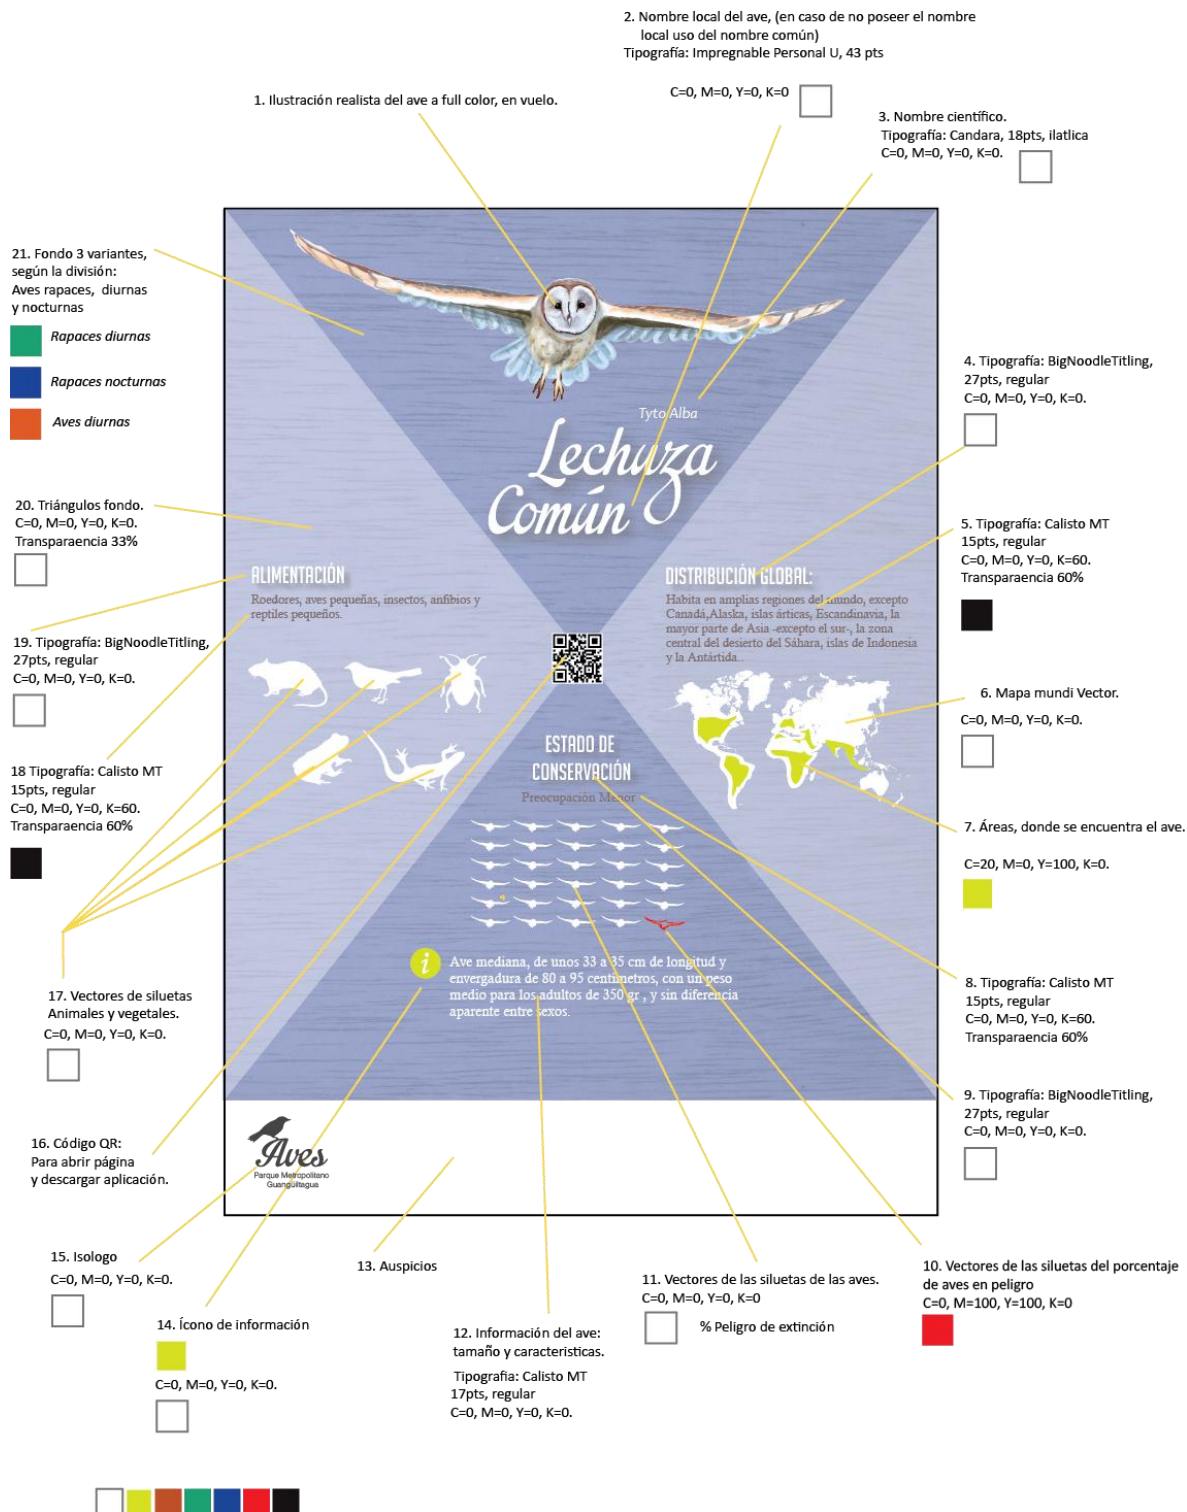 2. Nombre local del ave, (en caso de no poseer el nombre
local uso del nombre común)
Tipografía: Impregnable Personal U, 43 pts
C=0, M=0, Y=0, K=0
1. Ilustración realista del ave a full color, en vuelo.
3. Nombre científico.
Tipografía: Candara, 18pts, ilatlica
C=0, M=0, Y=0, K=0.
21. Fondo 3 variantes,
según la división:
Aves rapaces, diurnas
y nocturnas
Rapaces diurnas
Rapaces nocturnas
Aves diurnas
4. Tipografía: BigNoodleTitling,
27pts, regular
C=0, M=0, Y=0, K=0.
Tyto Alba
Lechuza
Común
20. Triángulos fondo.
C=0, M=0, Y=0, K=0.
Transparaencia 33%
5. Tipografía: Calisto MT
15pts, regular
C=0, M=0, Y=0, K=60.
Transparaencia 60%
ALIMENTACIÓN
Roedores, aves pequeñas, insectos, anfibios y
reptiles pequeños.
DISTRIBUCIÓN GLOBAL:
Habita en amplias regiones del mundo, excepto
Canadá,Alaska, islas árticas, Escandinavia, la
mayor parte de Asia -excepto el sur-, la zona
central del desierto del Sáhara, islas de Indonesia
y la Antártida..
19. Tipografía: BigNoodleTitling,
27pts, regular
C=0, M=0, Y=0, K=0.
6. Mapa mundi Vector.
C=0, M=0, Y=0, K=0.
18 Tipografía: Calisto MT
15pts, regular
C=0, M=0, Y=0, K=60.
Transparaencia 60%
ESTADO DE
CONSERVACIÓN
Preocupación Menor
7. Áreas, donde se encuentra el ave.
C=20, M=0, Y=100, K=0.
i
Ave mediana, de unos 33 a 35 cm de longitud y
envergadura de 80 a 95 centímetros, con un peso
medio para los adultos de 350 gr , y sin diferencia
aparente entre sexos.
17. Vectores de siluetas
Animales y vegetales.
C=0, M=0, Y=0, K=0.
8. Tipografía: Calisto MT
15pts, regular
C=0, M=0, Y=0, K=60.
Transparaencia 60%
9. Tipografía: BigNoodleTitling,
27pts, regular
C=0, M=0, Y=0, K=0.
16. Código QR:
Para abrir página
y descargar aplicación.
Aves
Parque Metropolitano
Guangüiltagua
15. Isologo
C=0, M=0, Y=0, K=0.
13. Auspicios
14. Ícono de información
C=0, M=0, Y=0, K=0.
12. Información del ave:
tamaño y caracteristicas.
Tipografia: Calisto MT
17pts, regular
C=0, M=0, Y=0, K=0.
11. Vectores de las siluetas de las aves.
C=0, M=0, Y=0, K=0
% Peligro de extinción
10. Vectores de las siluetas del porcentaje
de aves en peligro
C=0, M=100, Y=100, K=0